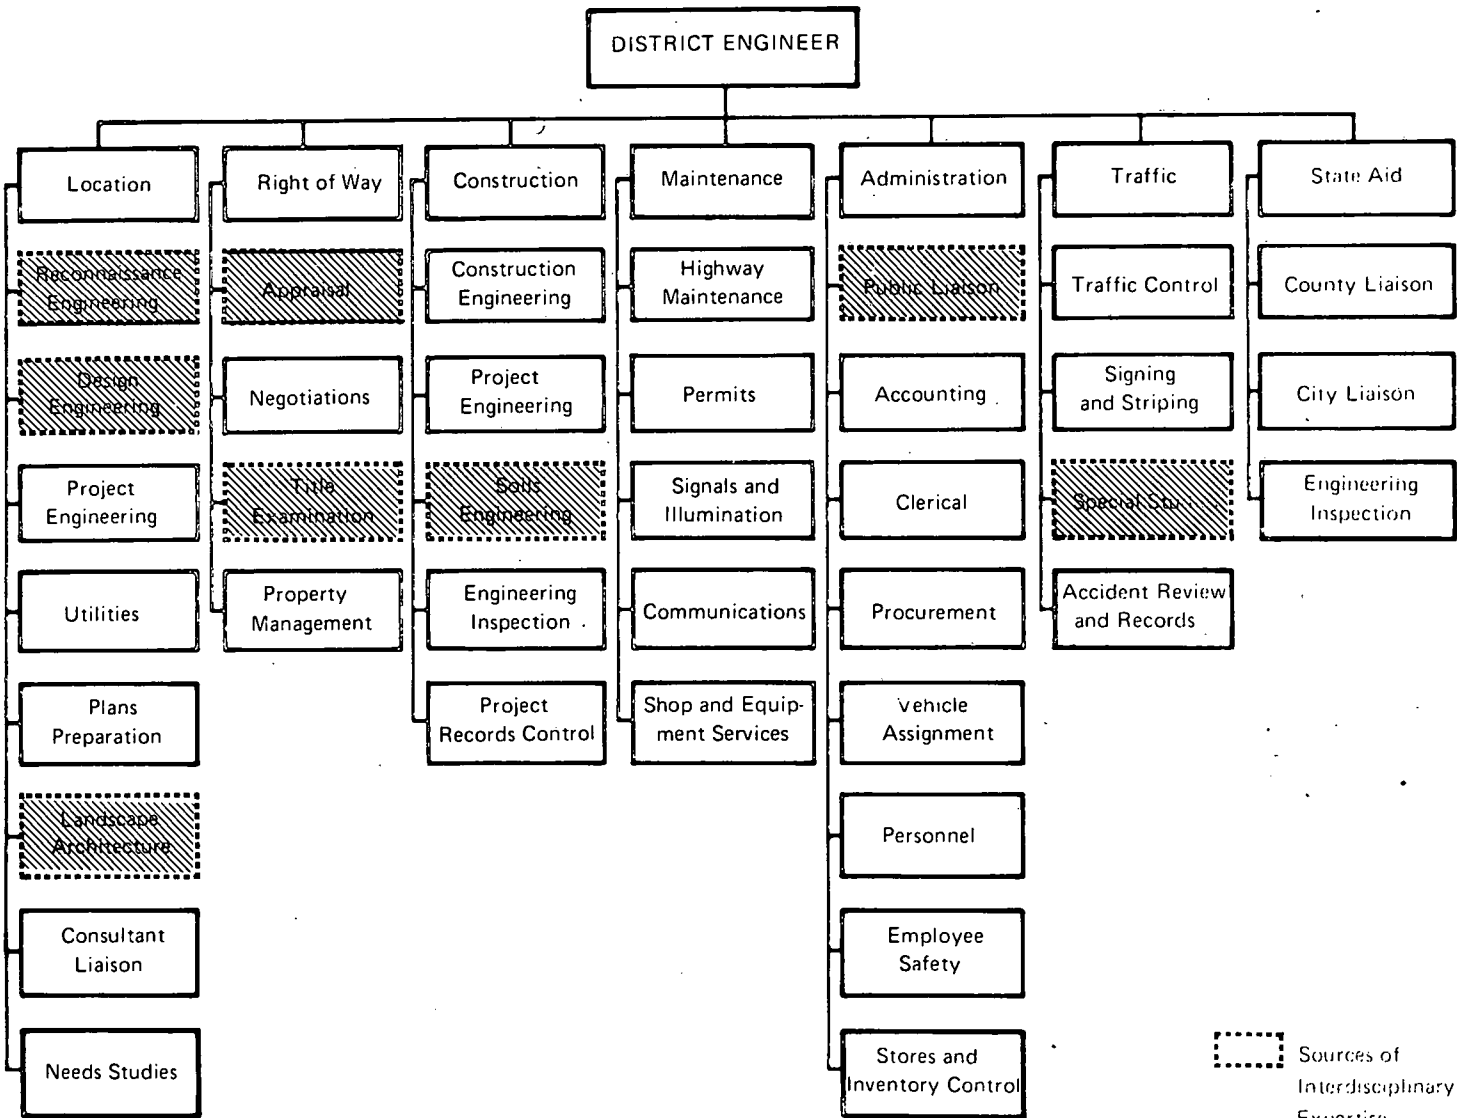 DISTRICT ENGINEER
Location
Right of Way
Construction
Maintenance
Administration
Traffic
State Aid
Reconnaissance
Engineering
Appraisal
Construction
Engineering
Highway
Maintenance
Public Liaison
Traffic Control
County Liaison
Design
Engineering
Negotiations
Project
Engineering
Permits
Accounting
Signing
and Striping
City Liaison
Project
Engineering
Title
Examination
Soils
Engineering
Signals and
Illumination
Clerical
Special
Engineering
Inspection
Utilities
Property
Management
Engineering
Inspection
Communications
Procurement
Accident Review
and Records
Plans
Preparation
Project
Records Control
Shop and Equip-
ment Services
Vehicle
Assignment
Landscape
Architecture
Personnel
Consultant
Liaison
Employee
Safety
Needs Studies
Stores and
Inventory Control
Sources of
Interdisciplinary
Expertise